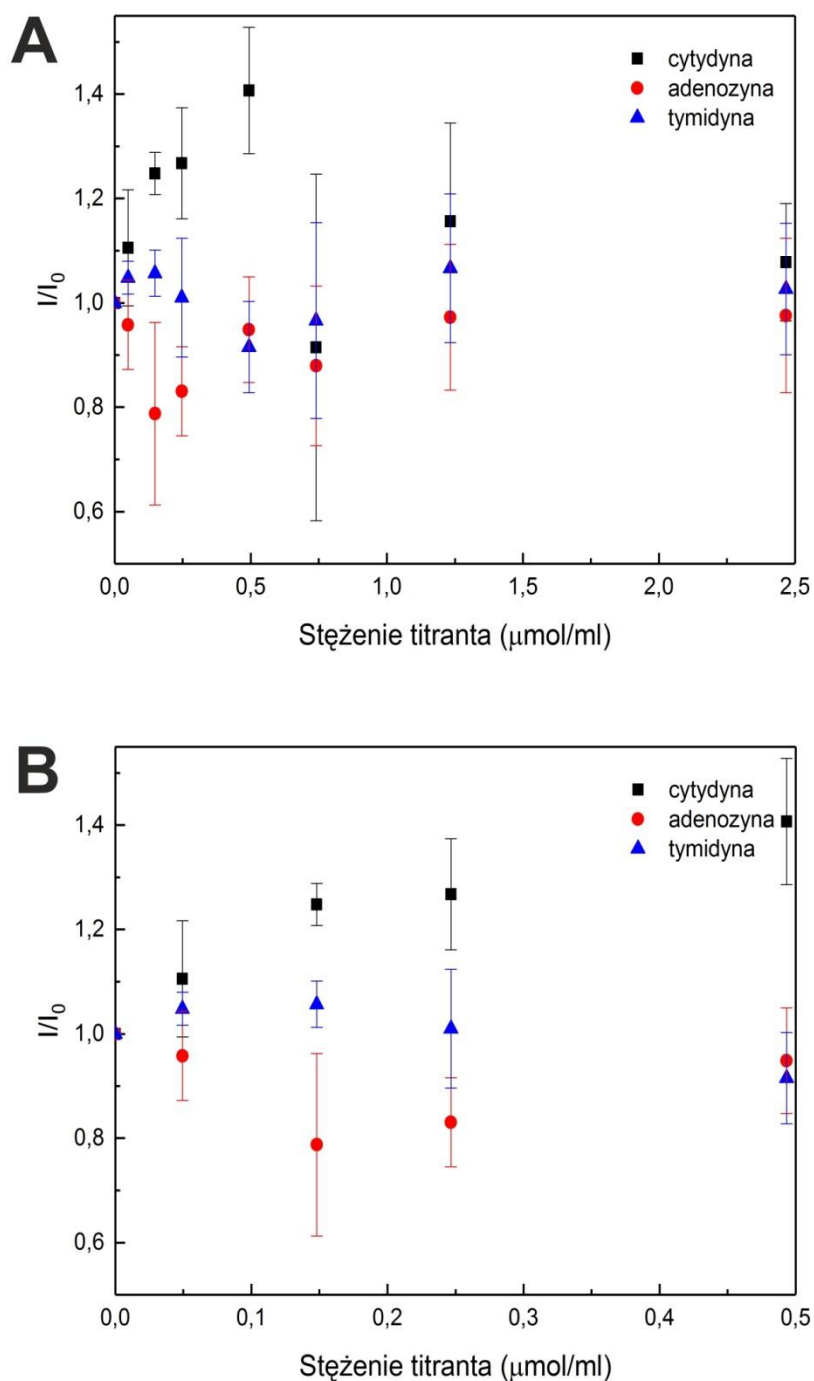 A
cytydyna
adenozyna
tymidyna
1,4
1,2
1,0
0,8
0,6
I/I0
0,0
0,5
1,0
1,5
2,0
2,5
Stężenie titranta (μmol/ml)
B
cytydyna
adenozyna
tymidyna
1,4
1,2
1,0
0,8
0,6
I/I0
0,0
0,1
0,2
0,3
0,4
0,5
Stężenie titranta (μmol/ml)